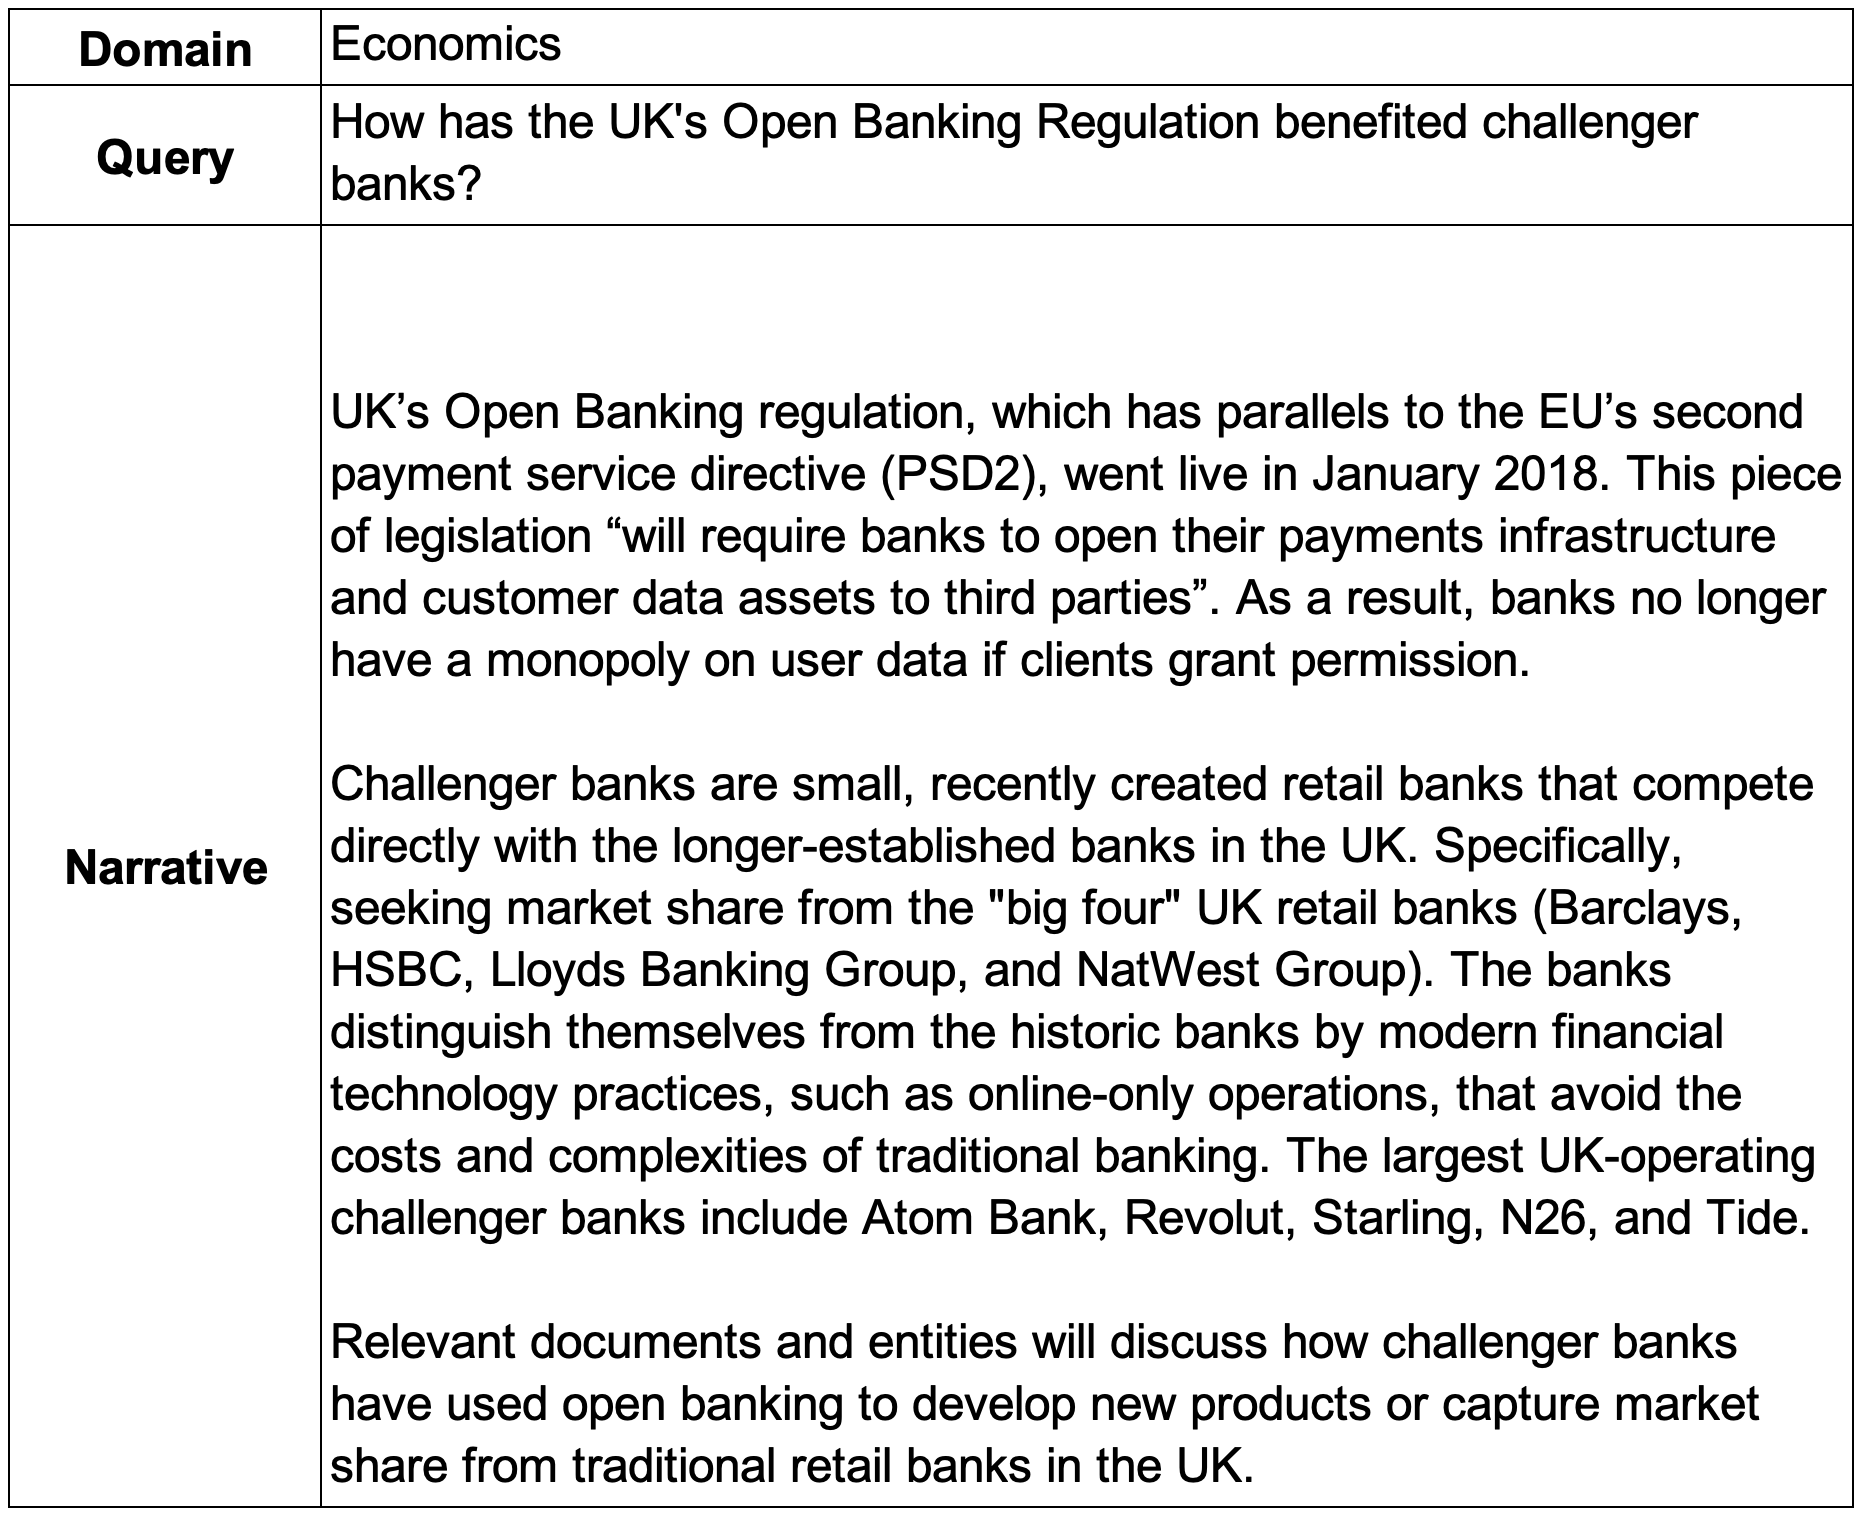 Domain
Economics
Query
How has the UK's Open Banking Regulation benefited challenger
banks?
Narrative
UK’s Open Banking regulation, which has parallels to the EU’s second
payment service directive (PSD2), went live in January 2018. This piece
of legislation “will require banks to open their payments infrastructure
and customer data assets to third parties”. As a result, banks no longer
have a monopoly on user data if clients grant permission.
Challenger banks are small, recently created retail banks that compete
directly with the longer-established banks in the UK. Specifically,
seeking market share from the "big four" UK retail banks (Barclays,
HSBC, Lloyds Banking Group, and NatWest Group). The banks
distinguish themselves from the historic banks by modern financial
technology practices, such as online-only operations, that avoid the
costs and complexities of traditional banking. The largest UK-operating
challenger banks include Atom Bank, Revolut, Starling, N26, and Tide.
Relevant documents and entities will discuss how challenger banks
have used open banking to develop new products or capture market
share from traditional retail banks in the UK.